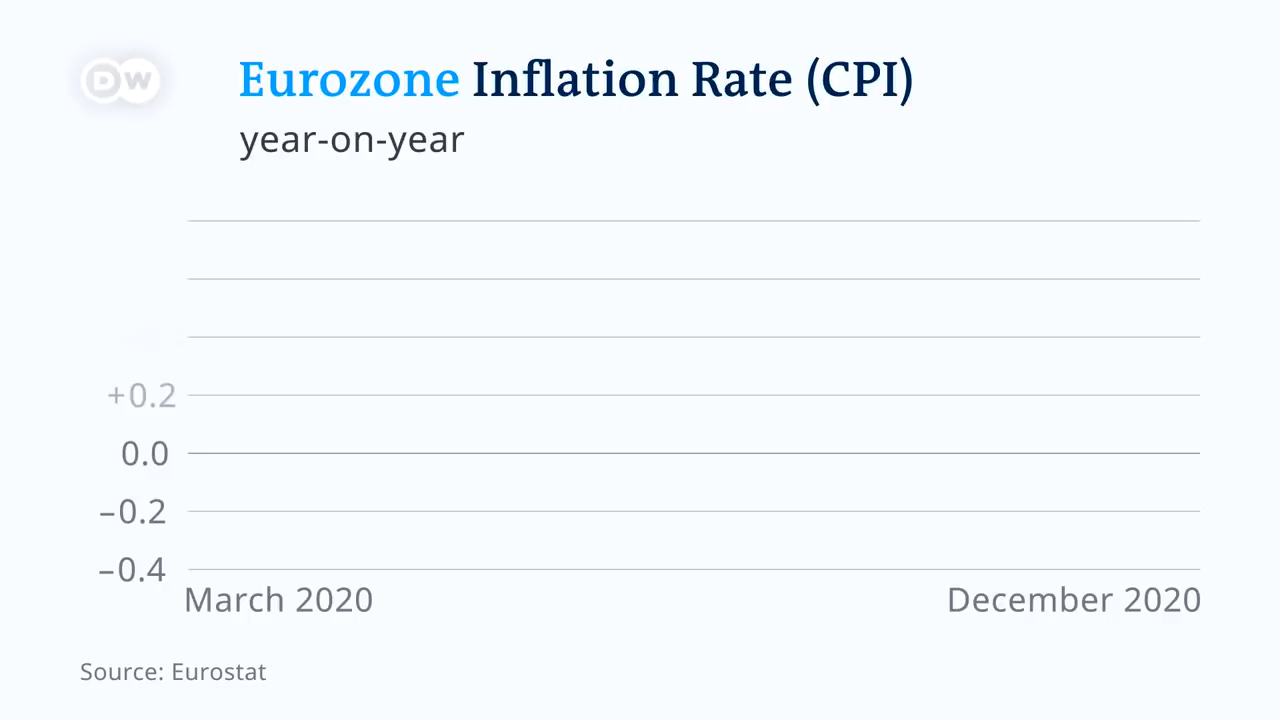 DW
Eurozone Inflation Rate (CPI)
year-on-year
+0.2
0.0
–0.2
–0.4
March 2020
December 2020
Source: Eurostat